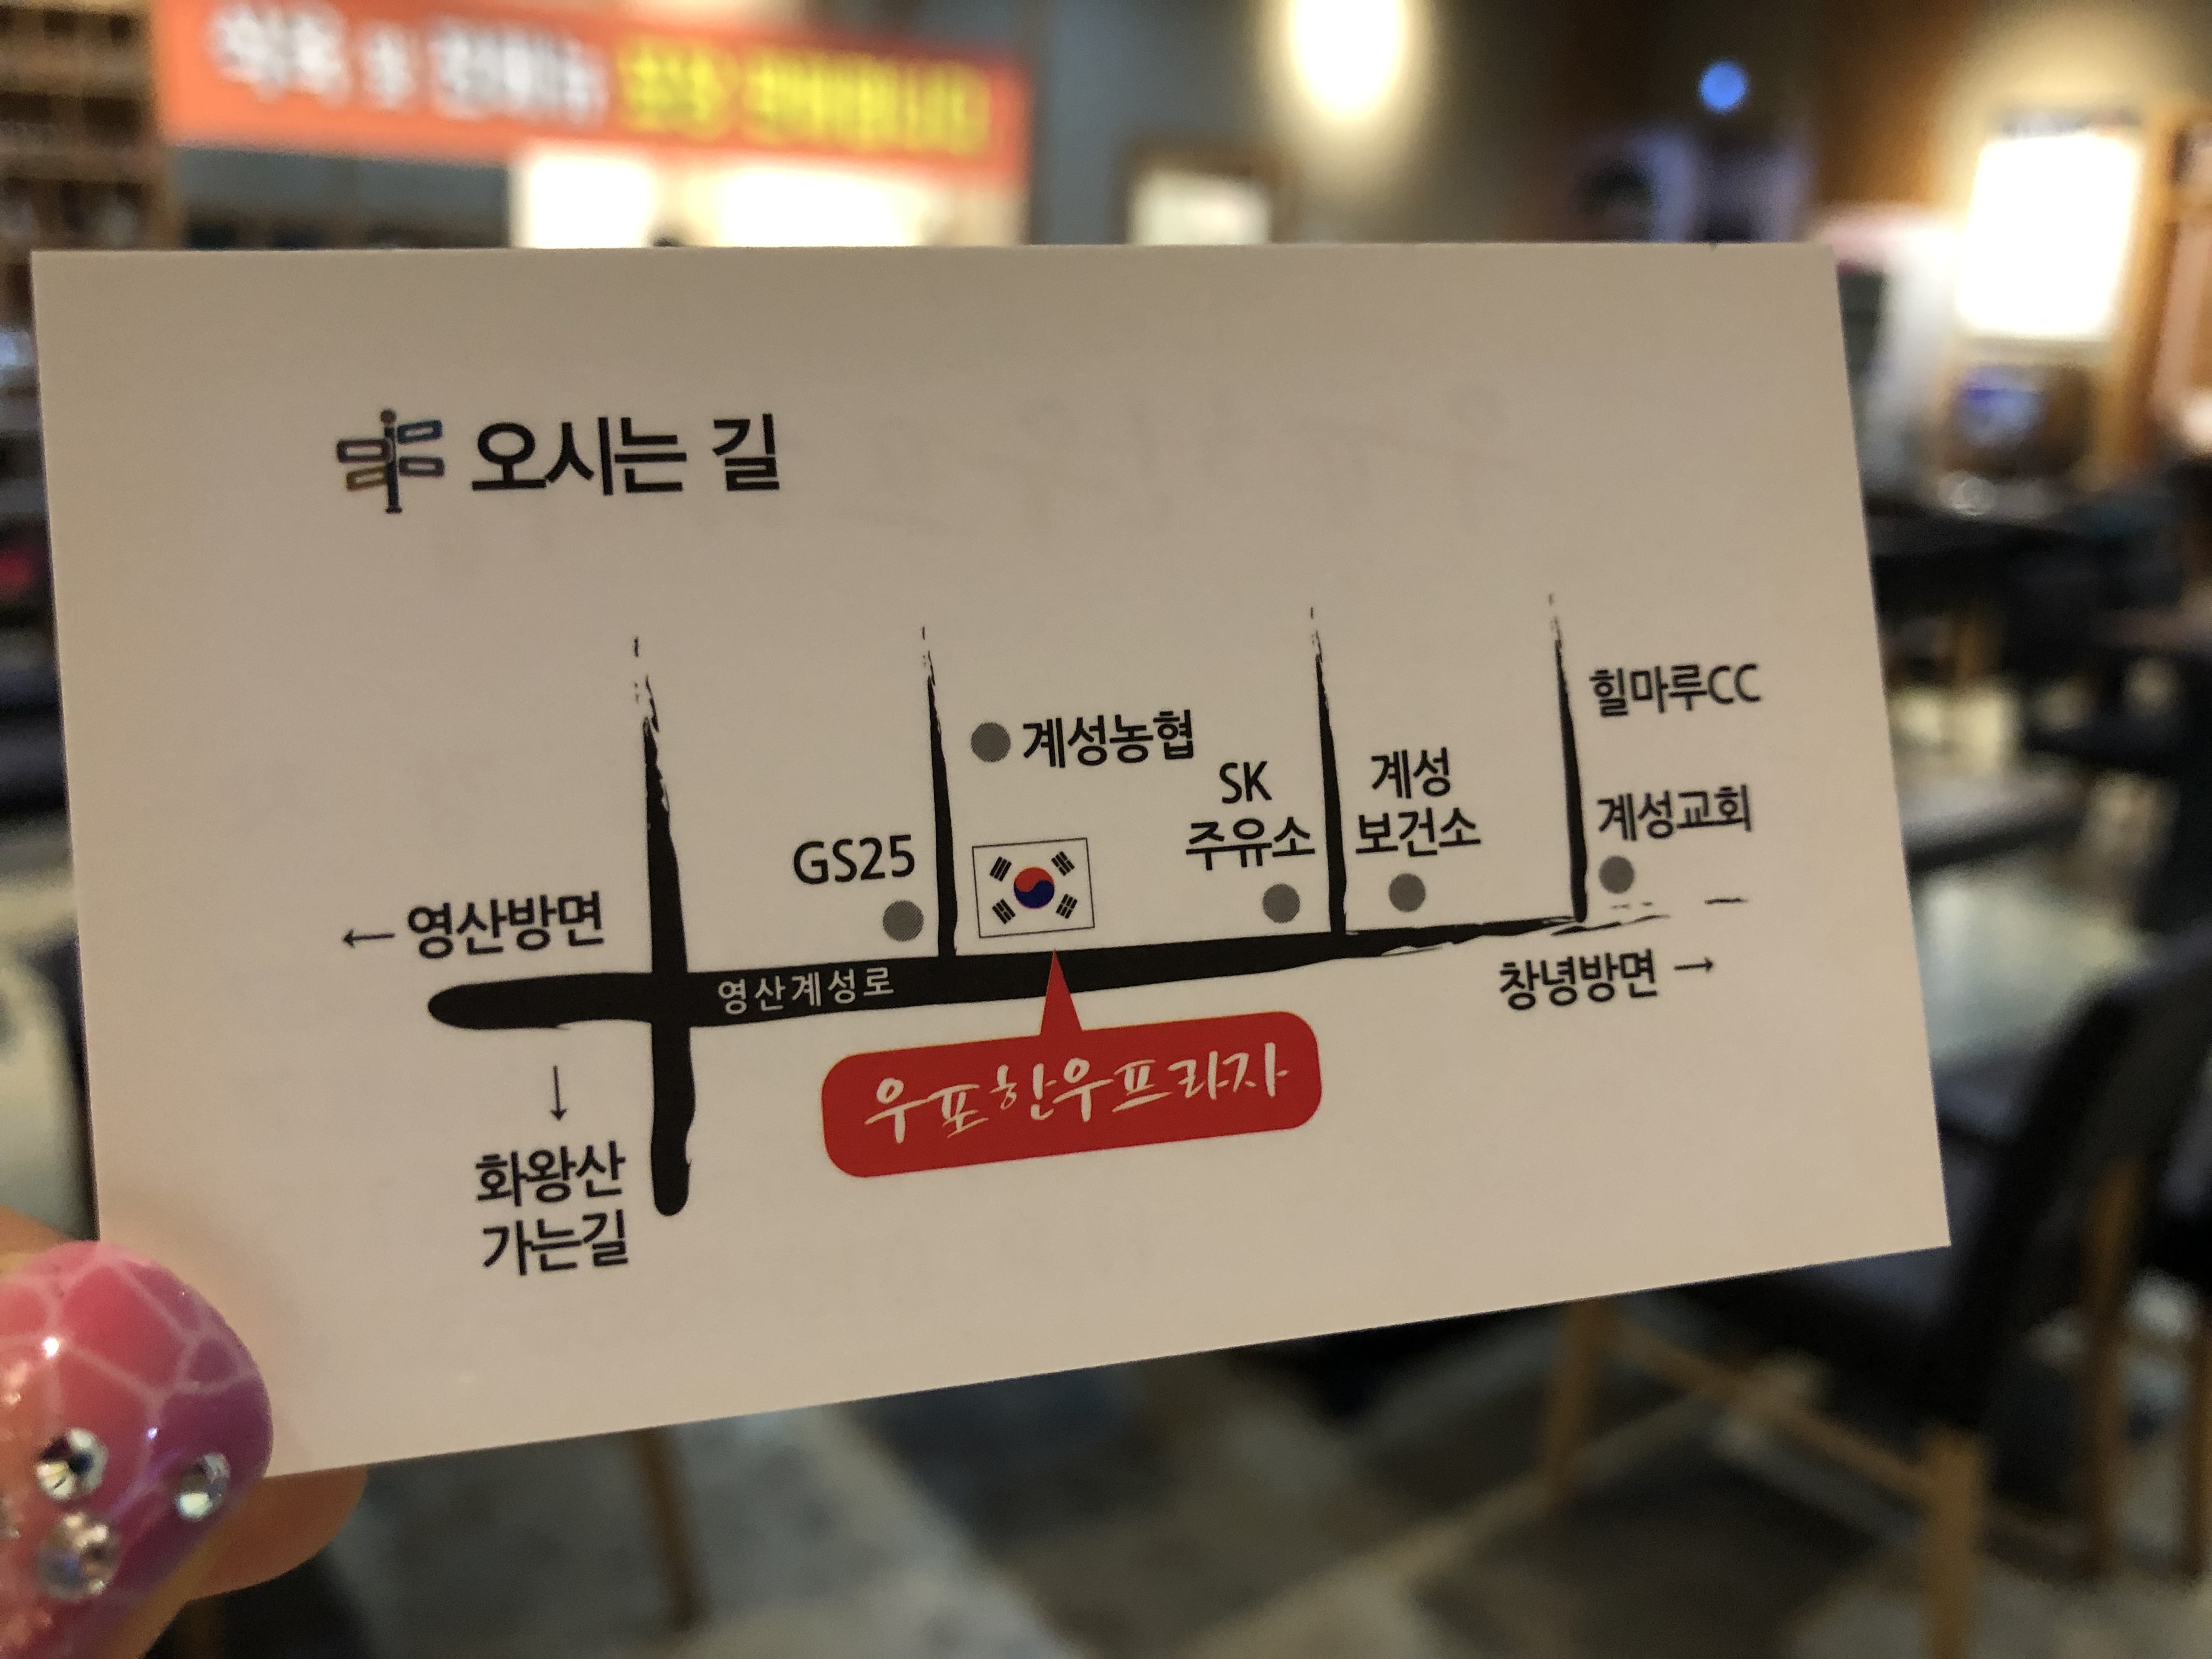 오시는 길
힐마루CC
계성농협
SK
주유소
계성
보건소
계성교회
GS25
← 영산방면
영산계성로
창녕방면 →
우포한우프라자
↓
화왕산
가는길